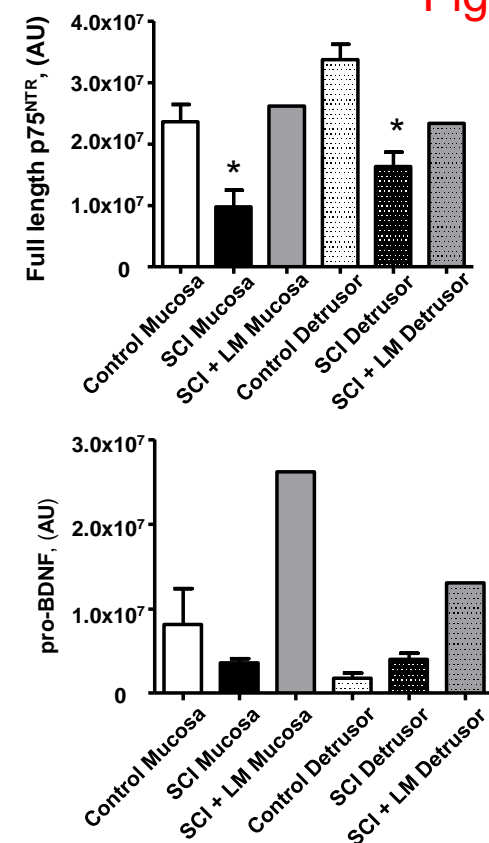 Fig
Full length p75ᴺᵀᴿ, (AU)
4.0x10⁷
3.0x10⁷
2.0x10⁷
1.0x10⁷
0
*
*
Control Mucosa
SCI Mucosa
SCI + LM Mucosa
Control Detrusor
SCI Detrusor
SCI + LM Detrusor
pro-BDNF, (AU)
3.0x10⁷
2.0x10⁷
1.0x10⁷
0
Control Mucosa
SCI Mucosa
SCI + LM Mucosa
Control Detrusor
SCI Detrusor
SCI + LM Detrusor